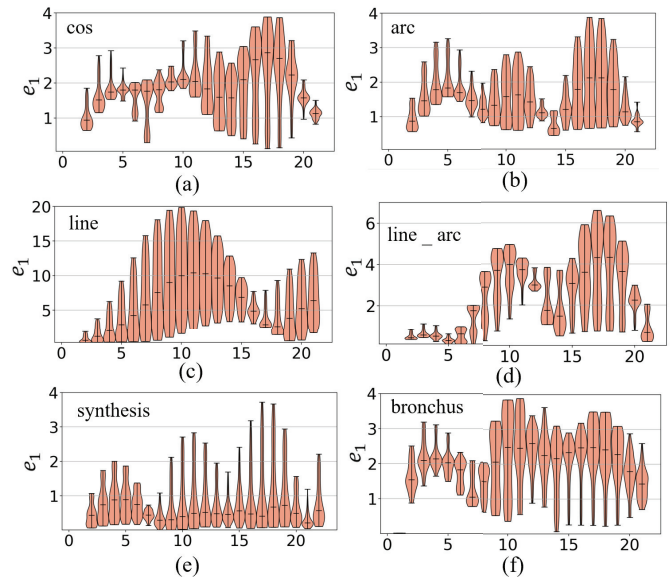 4 cos
3
2
1
e1
0 5 10 15 20
(a)
4 arc
3
2
1
e1
0 5 10 15 20
(b)
20 line
15
10
5
e1
0 5 10 15 20
(c)
6 line _ arc
4
2
e1
0 5 10 15 20
(d)
4 synthesis
3
2
1
e1
0 5 10 15 20
(e)
4 bronchus
3
2
1
e1
0 5 10 15 20
(f)